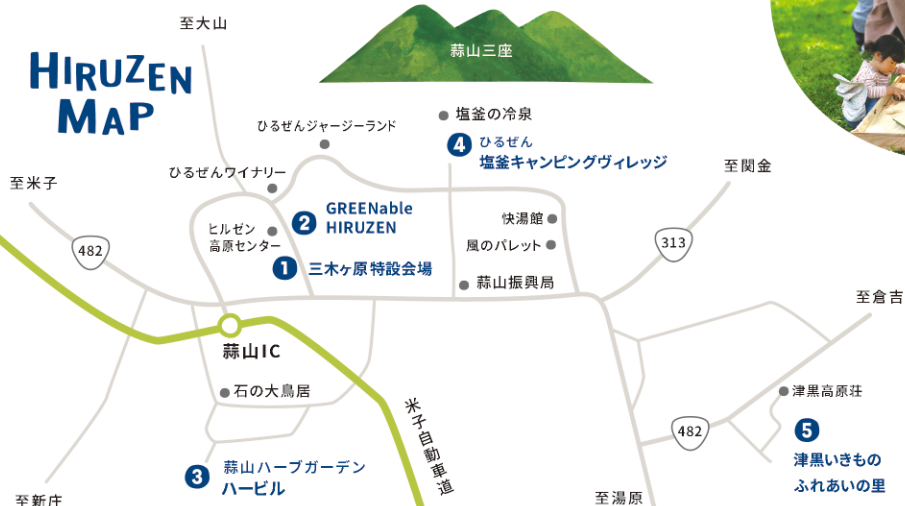 至大山
HIRUZEN
MAP
蒜山三座
塩釜の冷泉
ひるぜんジャージーランド
4
ひるぜん
塩釜キャンピングヴィレッジ
至関金
ひるぜんワイナリー
至米子
2
GREENable
HIRUZEN
快湯館
ヒルゼン
高原センター
482
風のパレット
313
1
三木ヶ原特設会場
蒜山振興局
至倉吉
蒜山IC
石の大鳥居
津黒高原荘
米子自動車道
482
5
津黒いきもの
ふれあいの里
3
蒜山ハーブガーデン
ハービル
至新庄
至湯原